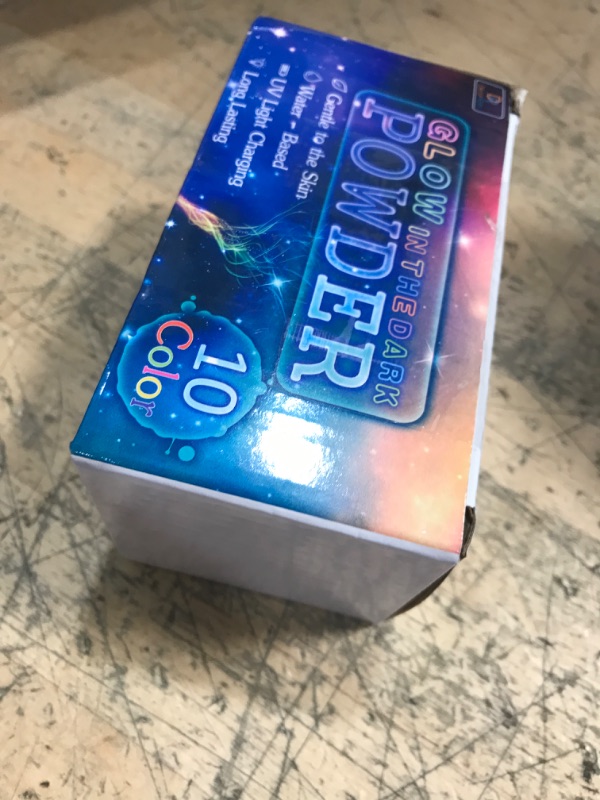 GLOW IN THE DARK
POWDER
Gentle to the Skin
Water - Based
UV Light Charging
Long Lasting
10
Color